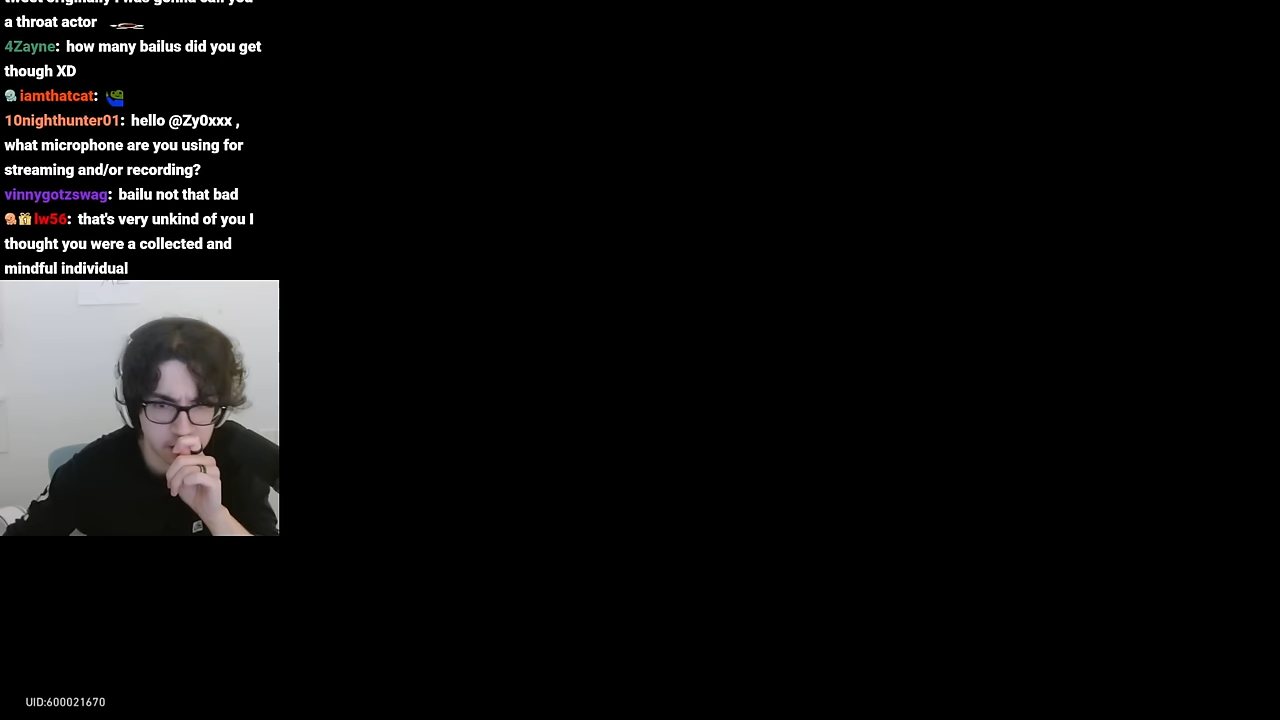 a throat actor
4Zayne: how many bailus did you get
though XD
iamthatcat:
10nighthunter01: hello @Zy0xxx ,
what microphone are you using for
streaming and/or recording?
vinnygotzswag: bailu not that bad
lw56: that's very unkind of you I
thought you were a collected and
mindful individual
UID:600021670